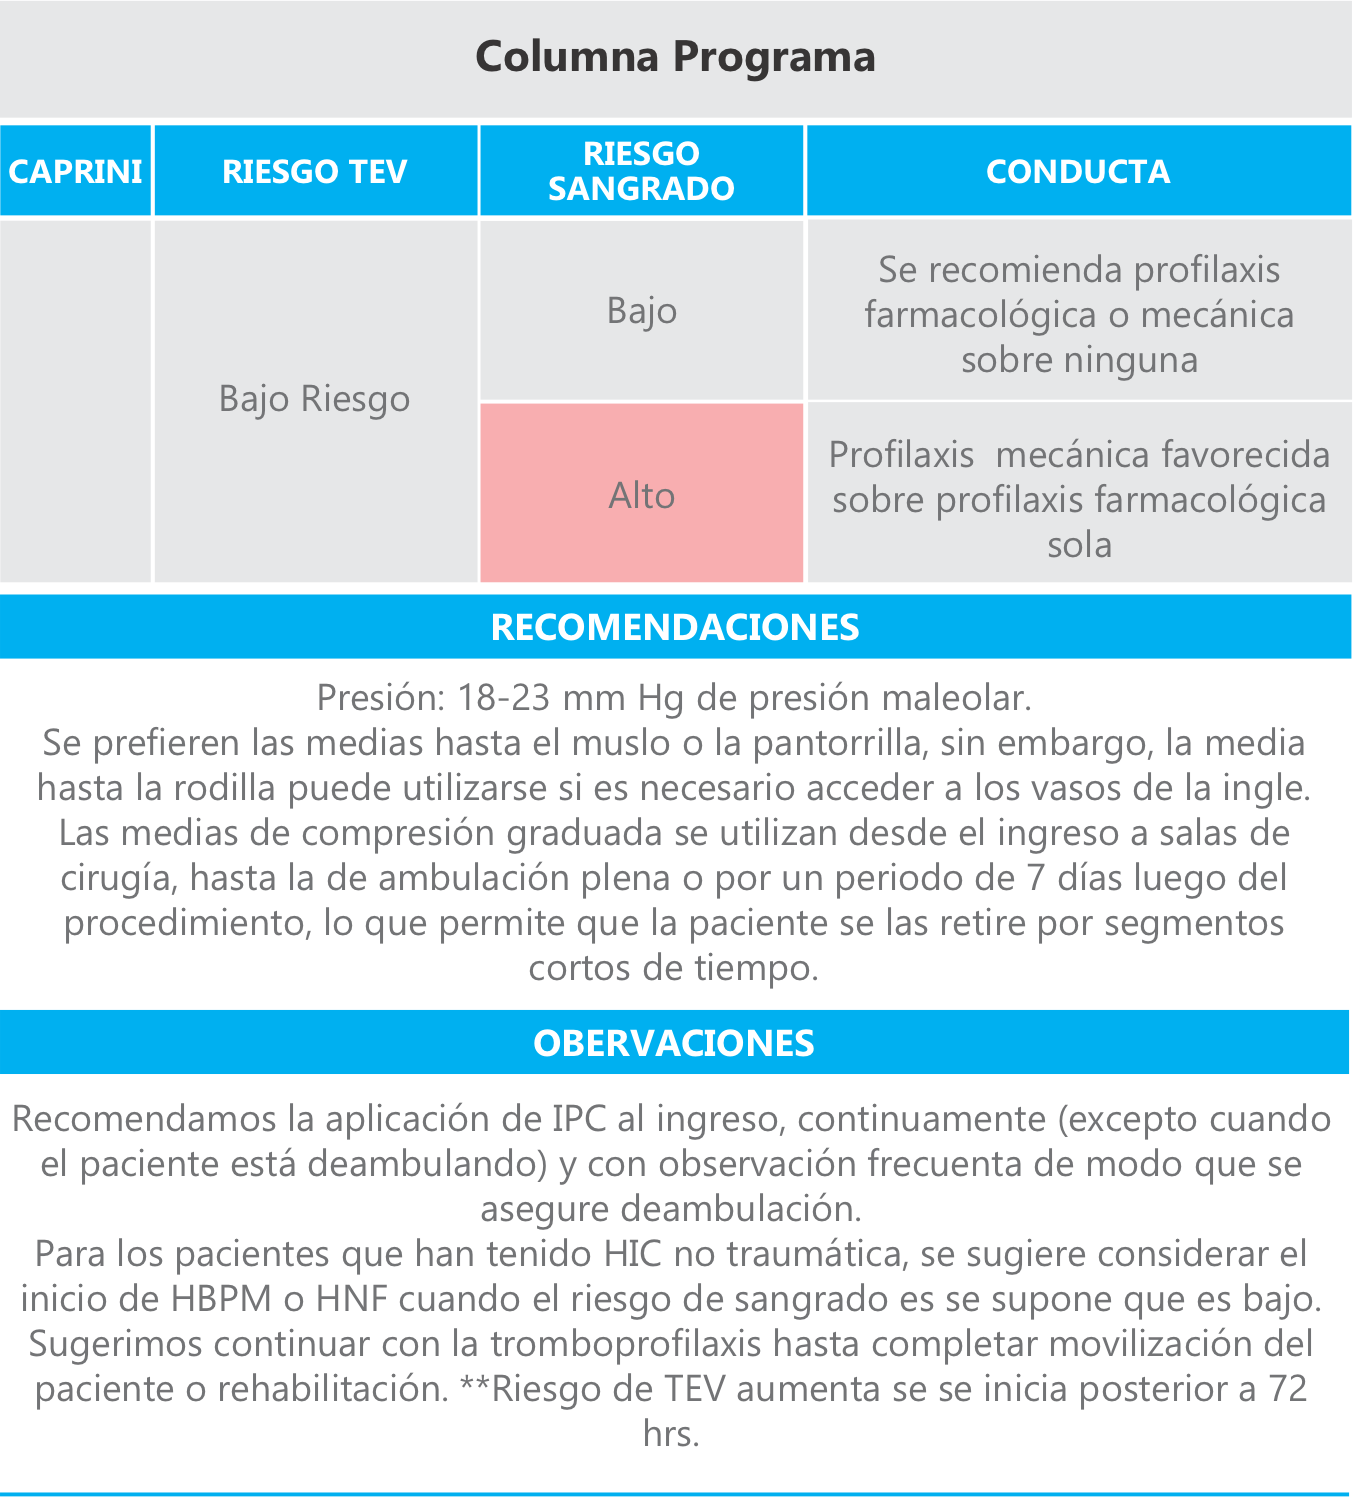 Columna Programa
CAPRINI
RIESGO TEV
RIESGO
SANGRADO
CONDUCTA
Bajo Riesgo
Bajo
Se recomienda profilaxis
farmacológica o mecánica
sobre ninguna
Alto
Profilaxis mecánica favorecida
sobre profilaxis farmacológica
sola
RECOMENDACIONES
Presión: 18-23 mm Hg de presión maleolar.
Se prefieren las medias hasta el muslo o la pantorrilla, sin embargo, la media
hasta la rodilla puede utilizarse si es necesario acceder a los vasos de la ingle.
Las medias de compresión graduada se utilizan desde el ingreso a salas de
cirugía, hasta la de ambulación plena o por un periodo de 7 días luego del
procedimiento, lo que permite que la paciente se las retire por segmentos
cortos de tiempo.
OBERVACIONES
Recomendamos la aplicación de IPC al ingreso, continuamente (excepto cuando
el paciente está deambulando) y con observación frecuenta de modo que se
asegure deambulación.
Para los pacientes que han tenido HIC no traumática, se sugiere considerar el
inicio de HBPM o HNF cuando el riesgo de sangrado es se supone que es bajo.
Sugerimos continuar con la tromboprofilaxis hasta completar movilización del
paciente o rehabilitación. **Riesgo de TEV aumenta se se inicia posterior a 72
hrs.